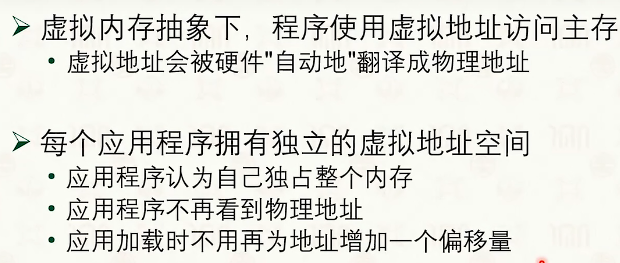 ➢ 虚拟内存抽象下，程序使用虚拟地址访问主存
• 虚拟地址会被硬件"自动地"翻译成物理地址
➢ 每个应用程序拥有独立的虚拟地址空间
• 应用程序认为自己独占整个内存
• 应用程序不再看到物理地址
• 应用加载时不用再为地址增加一个偏移量